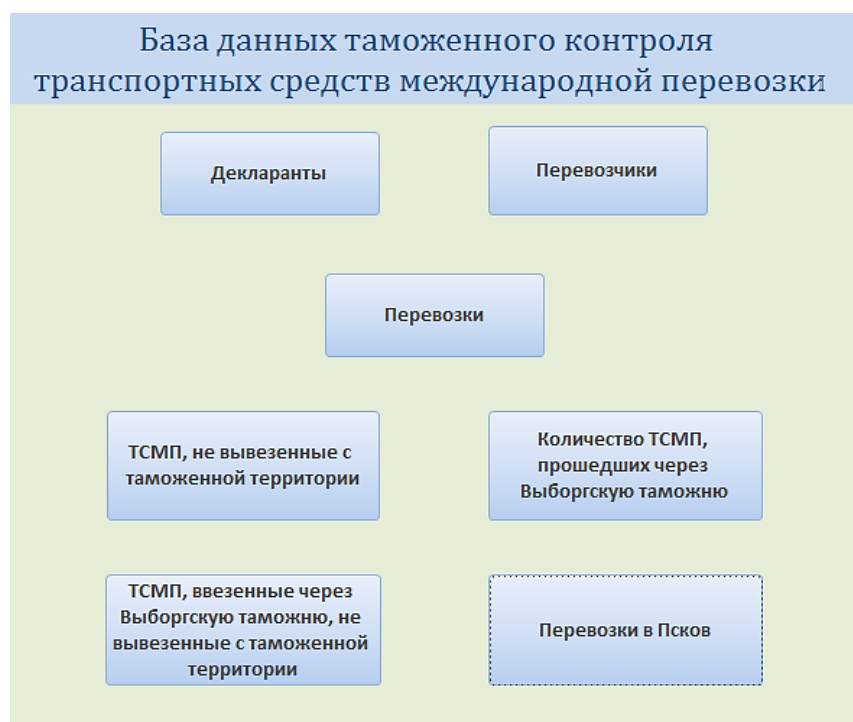 База данных таможенного контроля
транспортных средств международной перевозки
Декларанты
Перевозчики
Перевозки
ТСМП, не вывезенные с
таможенной территории
Количество ТСМП,
прошедших через
Выборгскую таможню
ТСМП, ввезенные через
Выборгскую таможню, не
вывезенные с таможенной
территории
Перевозки в Псков